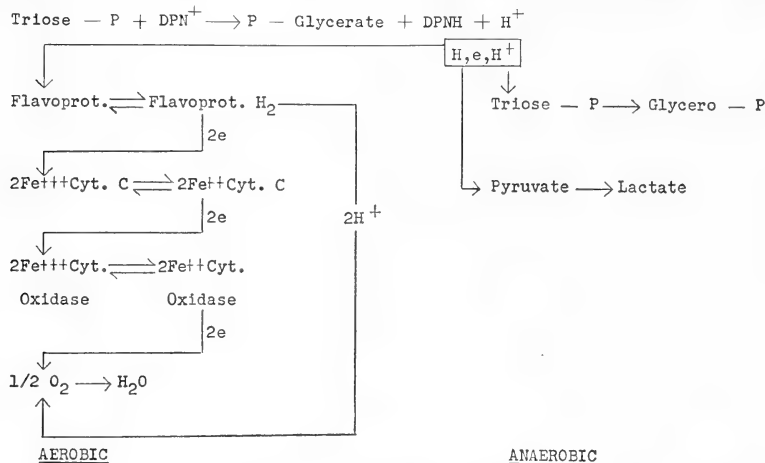 Triose — P + DPN⁺ ⟶ P — Glycerate + DPNH + H⁺
H,e,H⁺
Flavoprot. ⇌ Flavoprot. H₂
Triose — P ⟶ Glycero — P
2e
2Fe+++Cyt. C ⇌ 2Fe++Cyt. C
Pyruvate ⟶ Lactate
2e
2H⁺
2Fe+++Cyt. ⇌ 2Fe++Cyt.
Oxidase Oxidase
2e
1/2 O₂ ⟶ H₂O
AEROBIC ANAEROBIC